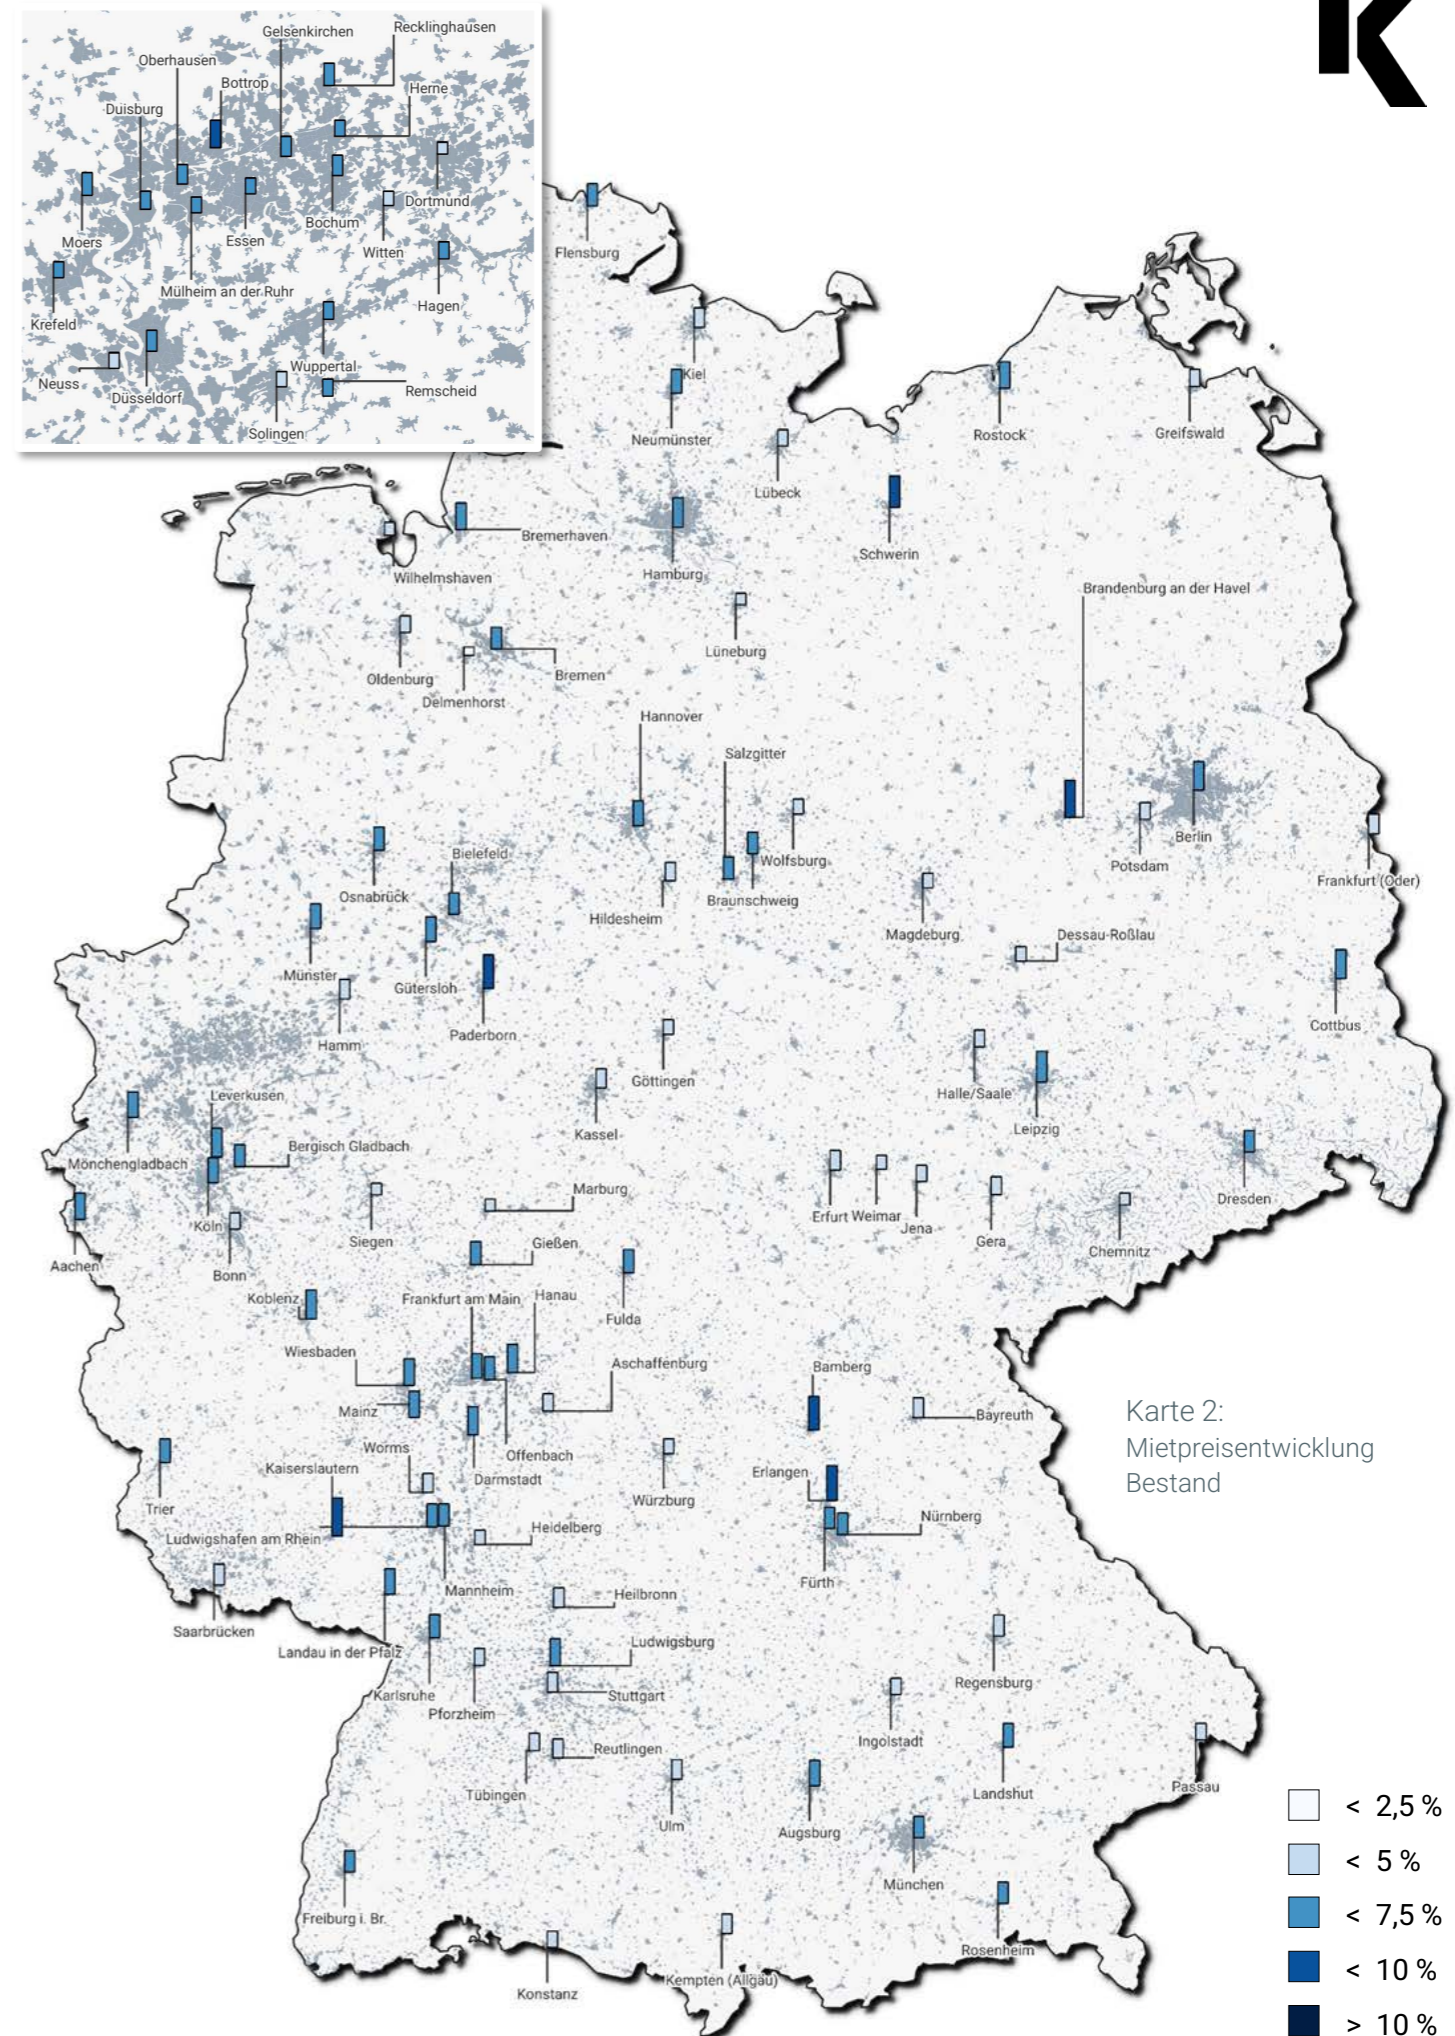 K
Gelsenkirchen
Recklinghausen
Oberhausen
Bottrop
Herne
Duisburg
Dortmund
Bochum
Moers
Essen
Witten
Mülheim an der Ruhr
Hagen
Krefeld
Wuppertal
Neuss
Düsseldorf
Remscheid
Solingen
Flensburg
Kiel
Neumünster
Rostock
Greifswald
Lübeck
Bremerhaven
Schwerin
Wilhelmshaven
Hamburg
Brandenburg an der Havel
Lüneburg
Oldenburg
Bremen
Delmenhorst
Hannover
Salzgitter
Berlin
Bielefeld
Wolfsburg
Potsdam
Frankfurt (Oder)
Osnabrück
Braunschweig
Hildesheim
Magdeburg
Dessau-Roßlau
Münster
Gütersloh
Cottbus
Paderborn
Hamm
Göttingen
Halle/Saale
Leverkusen
Leipzig
Kassel
Bergisch Gladbach
Mönchengladbach
Marburg
Dresden
Erfurt
Weimar
Jena
Köln
Siegen
Gießen
Gera
Chemnitz
Aachen
Bonn
Koblenz
Frankfurt am Main
Hanau
Fulda
Wiesbaden
Aschaffenburg
Bamberg
Mainz
Bayreuth
Karte 2:
Mietpreisentwicklung
Bestand
Worms
Offenbach
Kaiserslautern
Darmstadt
Erlangen
Trier
Würzburg
Nürnberg
Heidelberg
Ludwigshafen am Rhein
Fürth
Mannheim
Heilbronn
Saarbrücken
Ludwigsburg
Landau in der Pfalz
Regensburg
Karlsruhe
Stuttgart
Pforzheim
Ingolstadt
Reutlingen
Passau
Tübingen
Landshut
Ulm
Augsburg
München
Freiburg i. Br.
Rosenheim
Kempten (Allgäu)
Konstanz
< 2,5 %
< 5 %
< 7,5 %
< 10 %
> 10 %